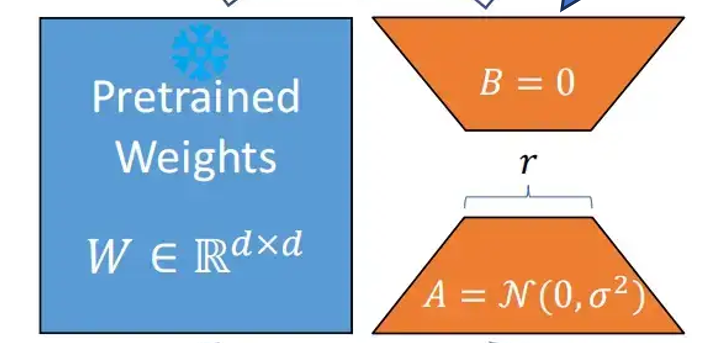 Pretrained
Weights
W ∈ ℝ^{d×d}
B = 0
r
A = 𝒩(0, σ²)